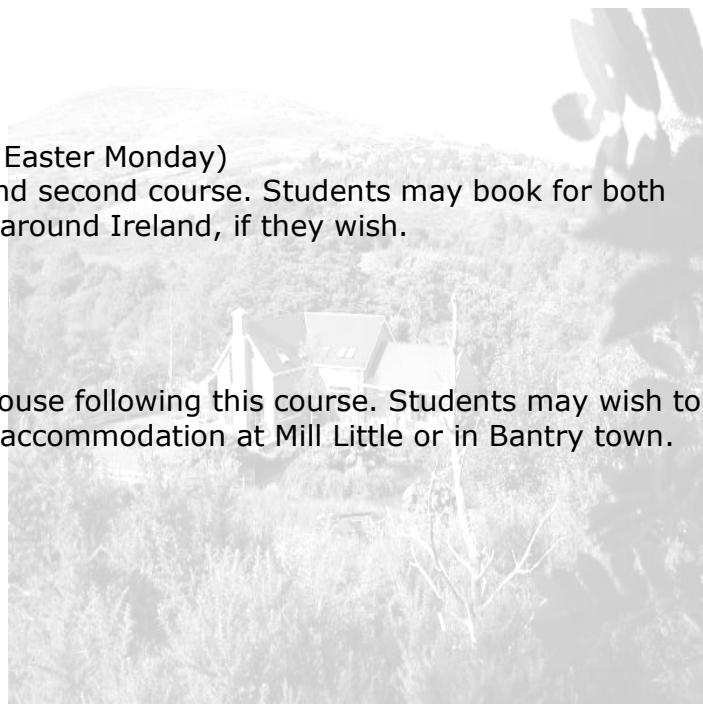 Easter Monday)
nd second course. Students may book for both
around Ireland, if they wish.
ouse following this course. Students may wish to
accommodation at Mill Little or in Bantry town.